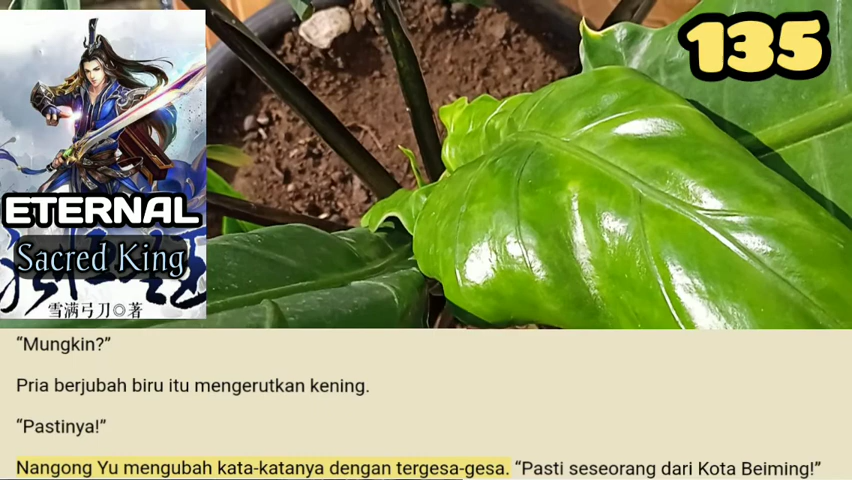 135
ETERNAL
Sacred King
雪满弓刀◎著
“Mungkin?”
Pria berjubah biru itu mengerutkan kening.
“Pastinya!”
Nangong Yu mengubah kata-katanya dengan tergesa-gesa. “Pasti seseorang dari Kota Beiming!”